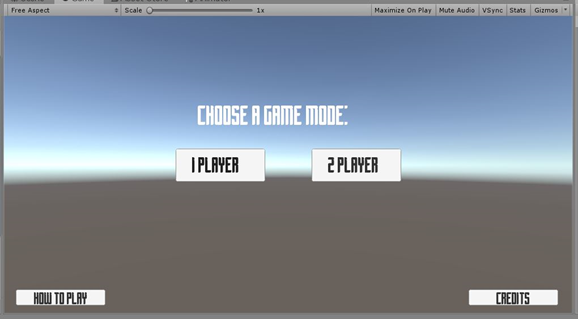 Free Aspect
Scale
1x
Maximize On Play
Mute Audio
VSync
Stats
Gizmos
CHOOSE A GAME MODE:
1 PLAYER
2 PLAYER
HOW TO PLAY
CREDITS